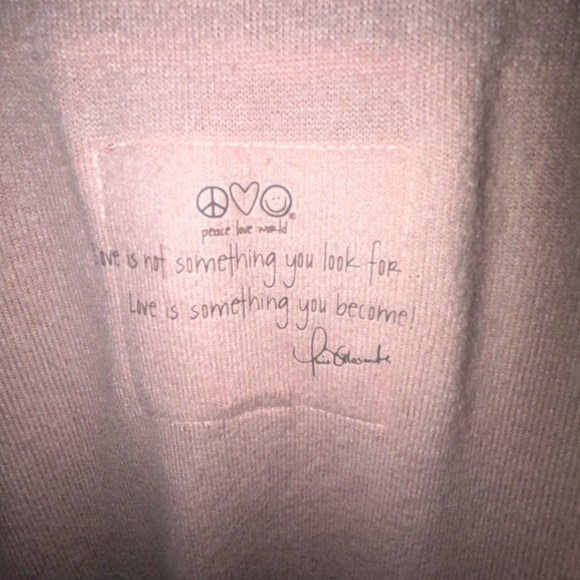 peace love world
Love is not something you look for..
Love is something you become!